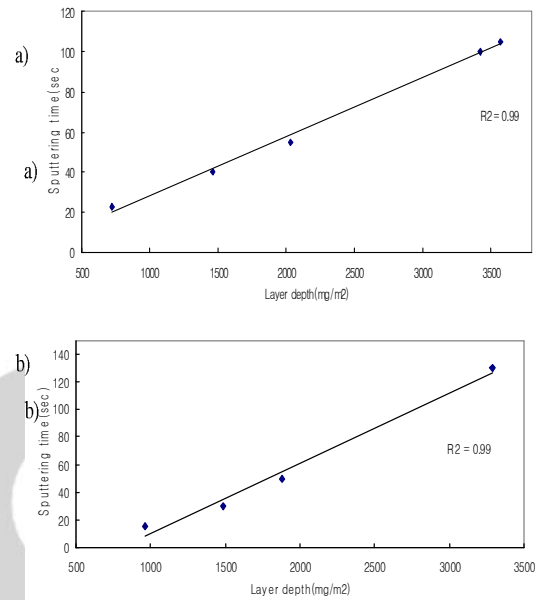 a)
a)
Sputtering time(sec
120
100
80
60
40
20
0
R2=0.99
500 1000 1500 2000 2500 3000 3500
Layer depth(mg/m2)
b)
b)
Sputtering time(sec)
140
120
100
80
60
40
20
0
R2 = 0.99
500 1000 1500 2000 2500 3000 3500
Layer depth(mg/m2)